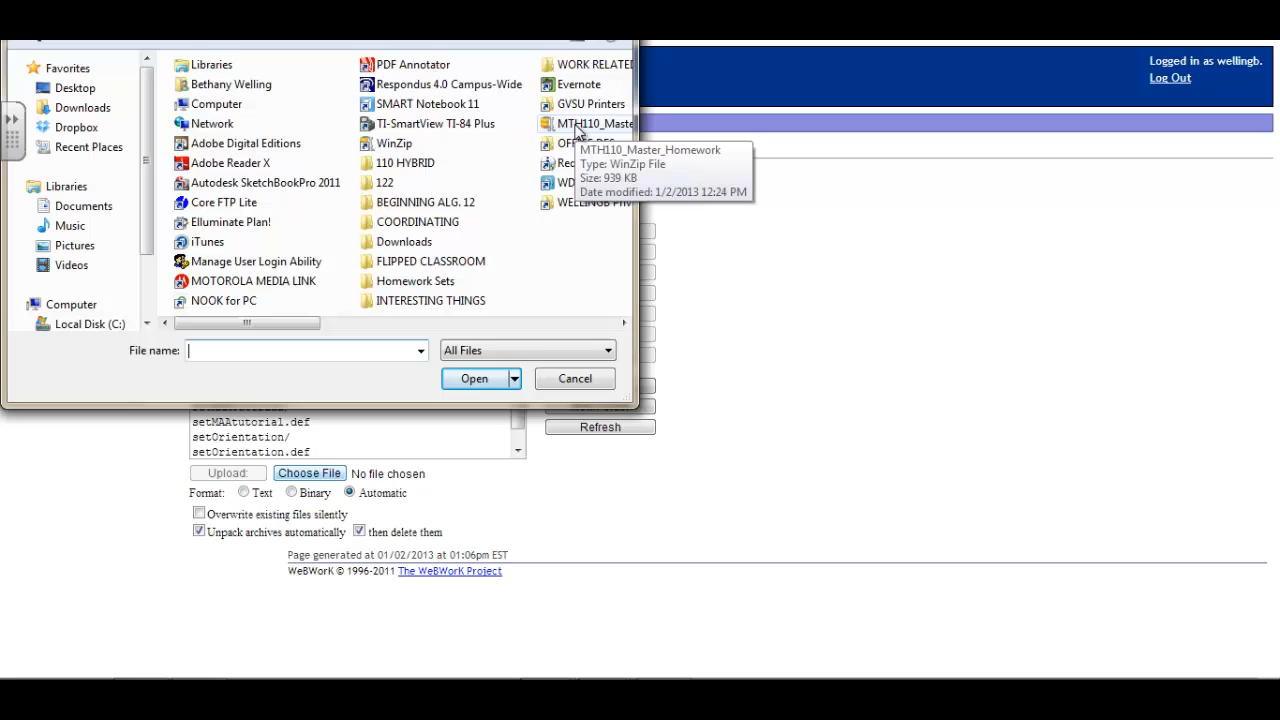 Logged in as wellingb.
Log Out
Favorites
Desktop
Downloads
Dropbox
Recent Places
Libraries
Documents
Music
Pictures
Videos
Computer
Local Disk (C:)
Libraries
Bethany Welling
Computer
Network
Adobe Digital Editions
Adobe Reader X
Autodesk SketchBookPro 2011
Core FTP Lite
Elluminate Plan!
iTunes
Manage User Login Ability
MOTOROLA MEDIA LINK
NOOK for PC
PDF Annotator
Respondus 4.0 Campus-Wide
SMART Notebook 11
TI-SmartView TI-84 Plus
WinZip
110 HYBRID
122
BEGINNING ALG. 12
COORDINATING
Downloads
FLIPPED CLASSROOM
Homework Sets
INTERESTING THINGS
WORK RELATED
Evernote
GVSU Printers
MTH110_Maste
MTH110_Master_Homework
Type: WinZip File
Size: 939 KB
Date modified: 1/2/2013 12:24 PM
File name:
All Files
Open
Cancel
setMAAtutorial.def
setOrientation/
setOrientation.def
Refresh
Upload:
Choose File No file chosen
Format: Text Binary Automatic
Overwrite existing files silently
Unpack archives automatically then delete them
Page generated at 01/02/2013 at 01:06pm EST
WeBWorK © 1996-2011 The WeBWorK Project